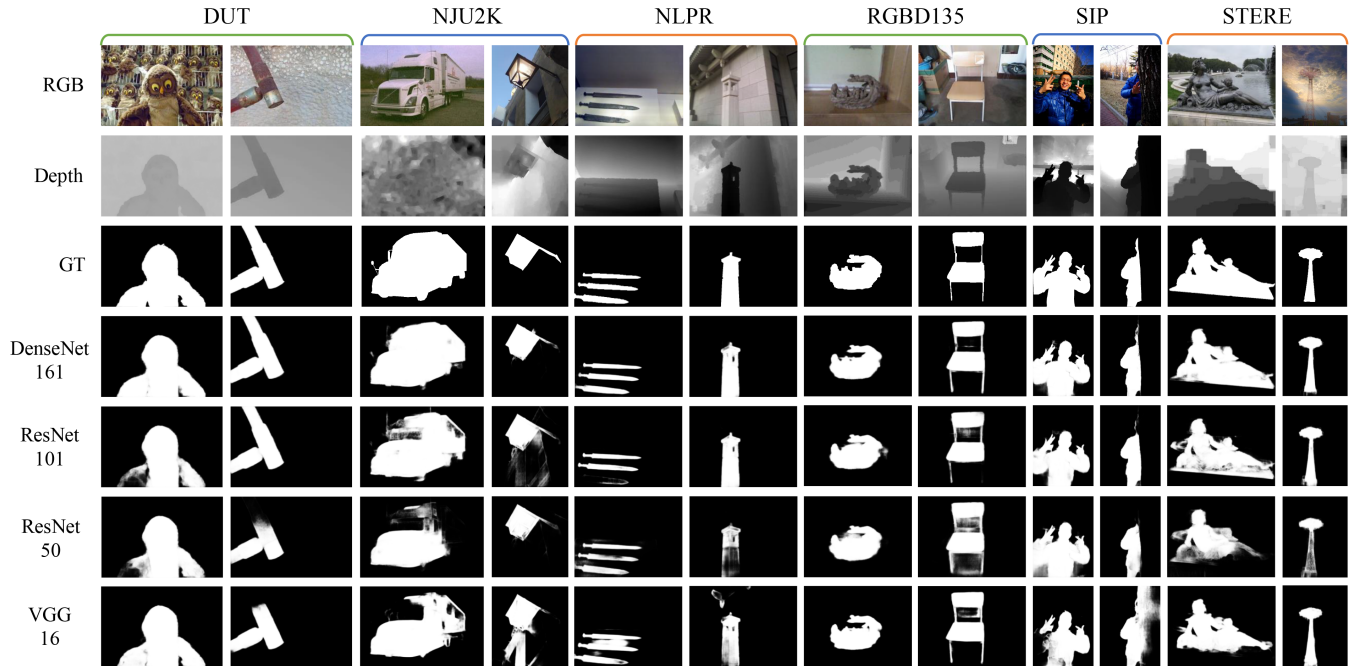 DUT NJU2K NLPR RGBD135 SIP STERE
RGB
Depth
GT
DenseNet
161
ResNet
101
ResNet
50
VGG
16